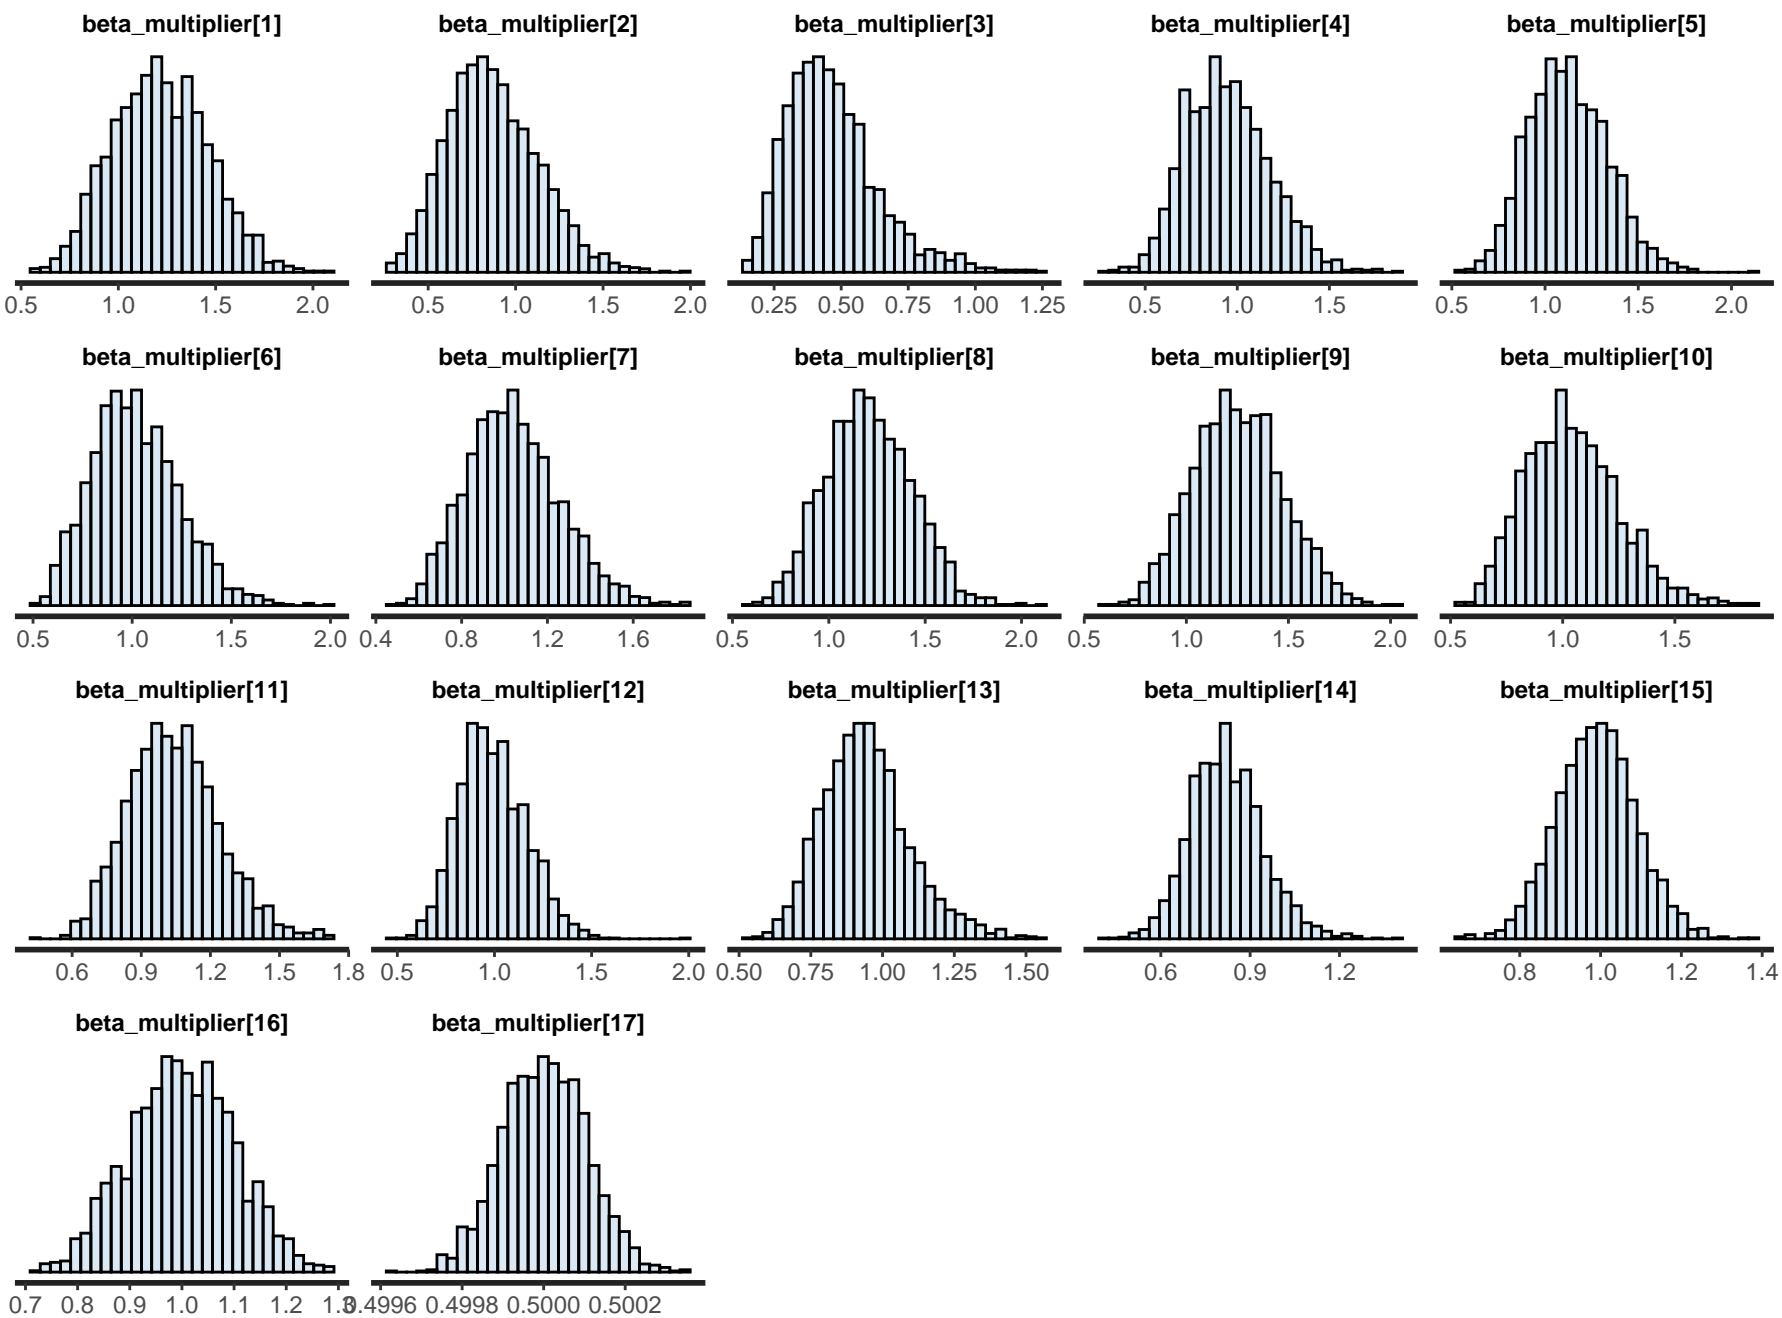 beta_multiplier[1] beta_multiplier[2] beta_multiplier[3] beta_multiplier[4] beta_multiplier[5]
0.5 1.0 1.5 2.0 0.5 1.0 1.5 2.0 0.25 0.50 0.75 1.00 1.25 0.5 1.0 1.5 0.5 1.0 1.5 2.0
beta_multiplier[6] beta_multiplier[7] beta_multiplier[8] beta_multiplier[9] beta_multiplier[10]
0.5 1.0 1.5 2.0 0.4 0.8 1.2 1.6 0.5 1.0 1.5 2.0 0.5 1.0 1.5 2.0 0.5 1.0 1.5
beta_multiplier[11] beta_multiplier[12] beta_multiplier[13] beta_multiplier[14] beta_multiplier[15]
0.6 0.9 1.2 1.5 1.8 0.5 1.0 1.5 2.0 0.50 0.75 1.00 1.25 1.50 0.6 0.9 1.2 0.8 1.0 1.2 1.4
beta_multiplier[16] beta_multiplier[17]
0.7 0.8 0.9 1.0 1.1 1.2 1.3 0.4996 0.4998 0.5000 0.5002